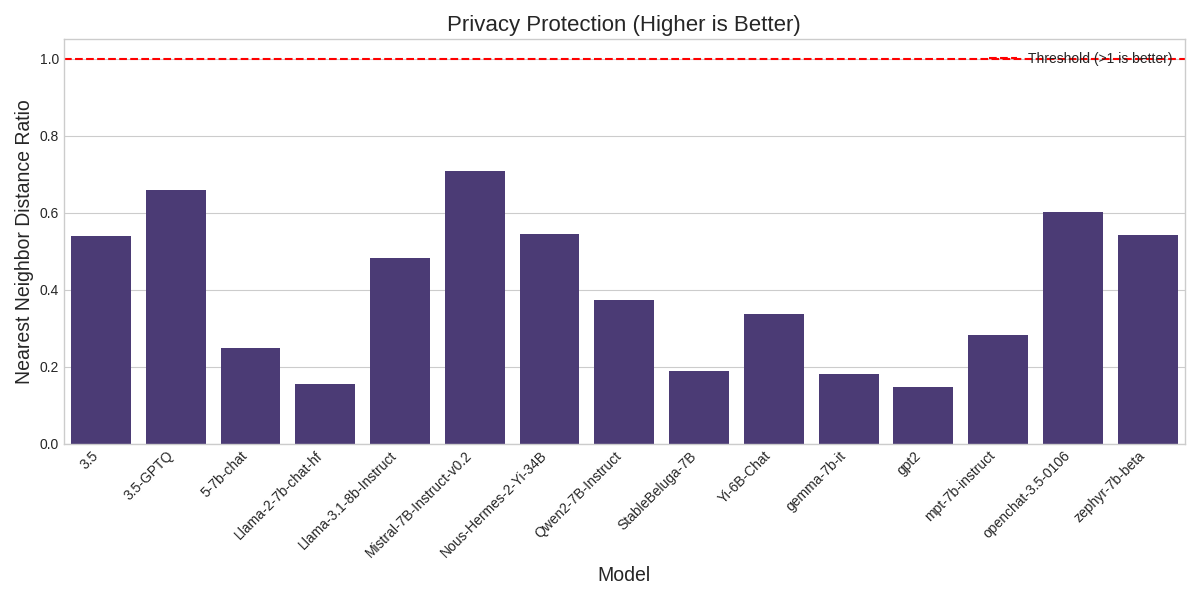 Privacy Protection (Higher is Better)
Threshold (>1 is better)
Nearest Neighbor Distance Ratio
1.0
0.8
0.6
0.4
0.2
0.0
3.5
3.5-GPTQ
5-7b-chat
Llama-2-7b-chat-hf
Llama-3.1-8b-Instruct
Mistral-7B-Instruct-v0.2
Nous-Hermes-2-Yi-34B
Qwen2-7B-Instruct
StableBeluga-7B
Yi-6B-Chat
gemma-7b-it
gpt2
mpt-7b-instruct
openchat-3.5-0106
zephyr-7b-beta
Model